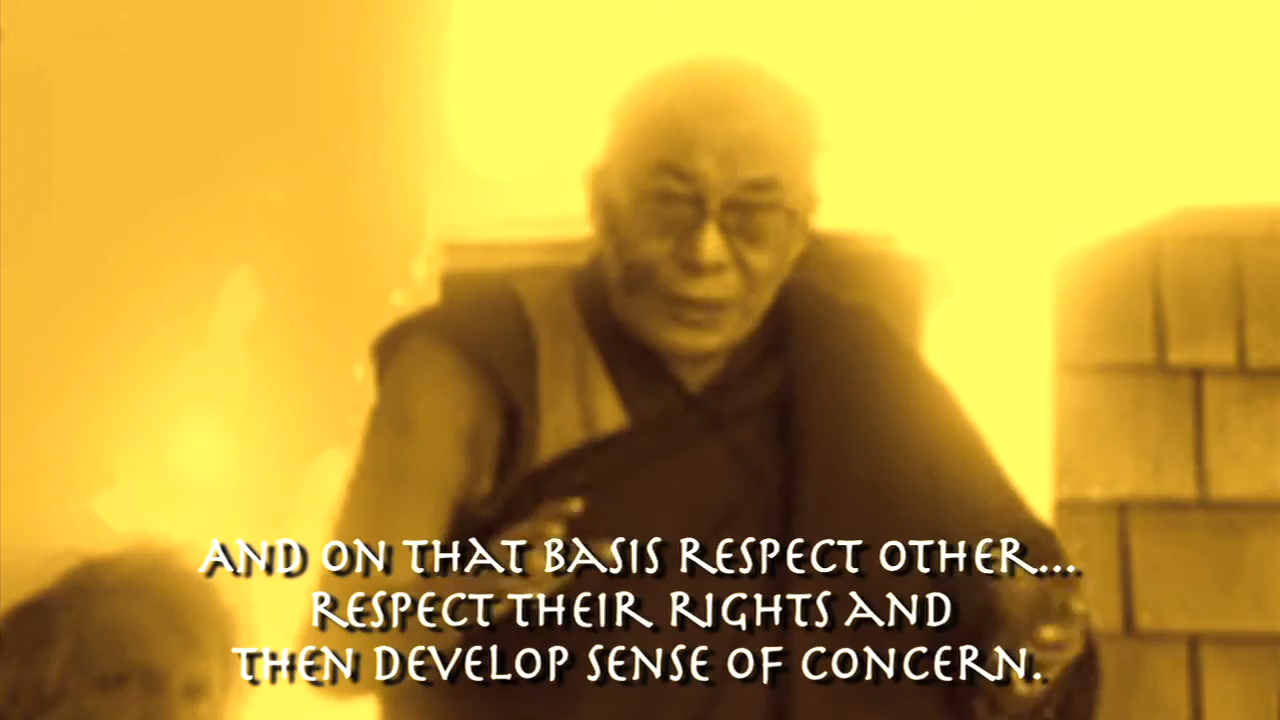 AND ON THAT BASIS RESPECT OTHER...
RESPECT THEIR RIGHTS AND
THEN DEVELOP SENSE OF CONCERN.